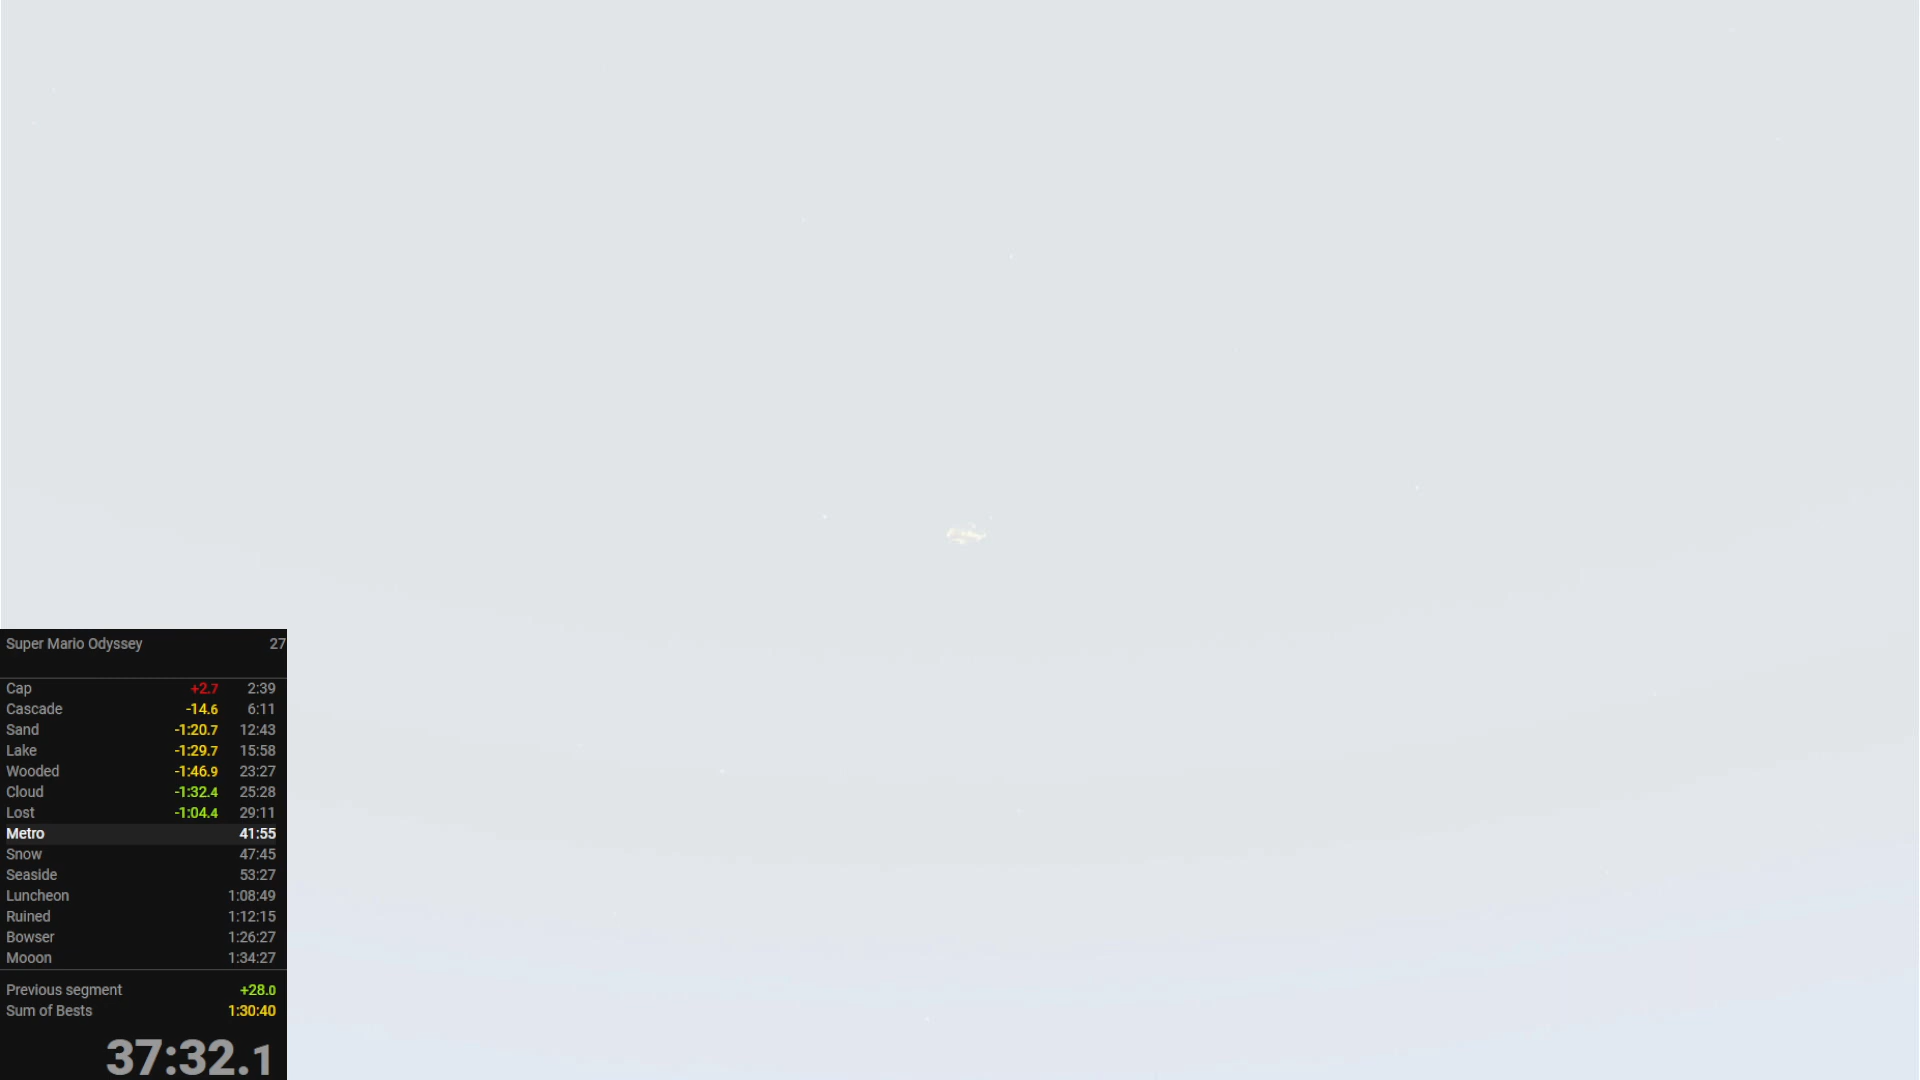 Super Mario Odyssey 27
Cap +2.7 2:39
Cascade -14.6 6:11
Sand -1:20.7 12:43
Lake -1:29.7 15:58
Wooded -1:46.9 23:27
Cloud -1:32.4 25:28
Lost -1:04.4 29:11
Metro 41:55
Snow 47:45
Seaside 53:27
Luncheon 1:08:49
Ruined 1:12:15
Bowser 1:26:27
Mooon 1:34:27
Previous segment +28.0
Sum of Bests 1:30:40
37:32.1